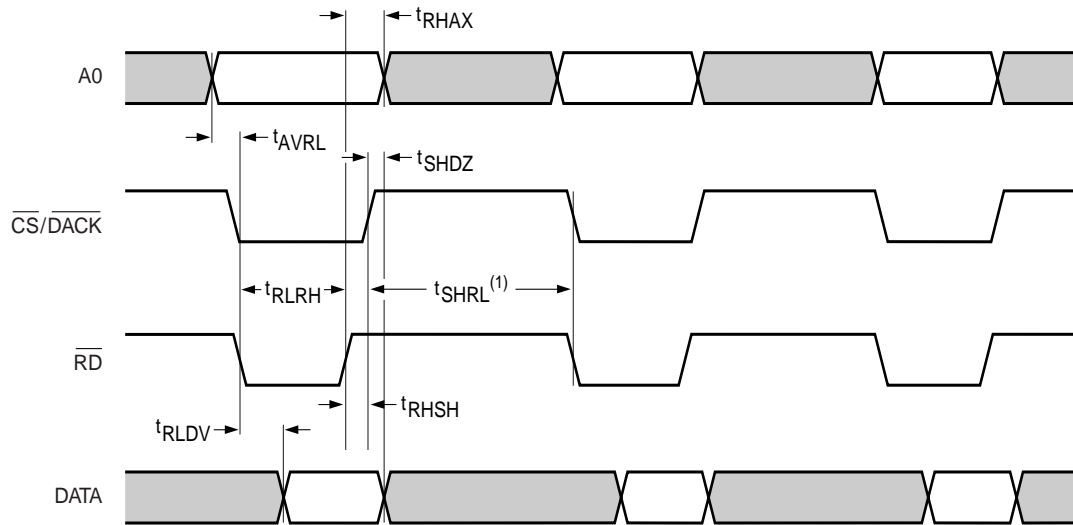 tRHAX
A0
tAVRL
tSHDZ
CS/DACK
tRLRH
tSHRL(1)
RD
tRHSH
tRLDV
DATA